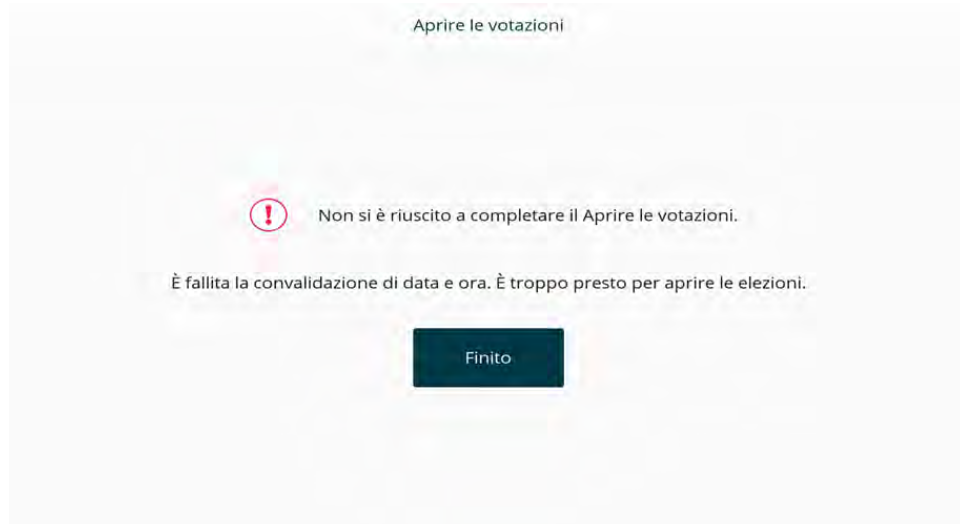 Aprire le votazioni
Non si è riuscito a completare il Aprire le votazioni.
È fallita la convalidazione di data e ora. È troppo presto per aprire le elezioni.
Finito